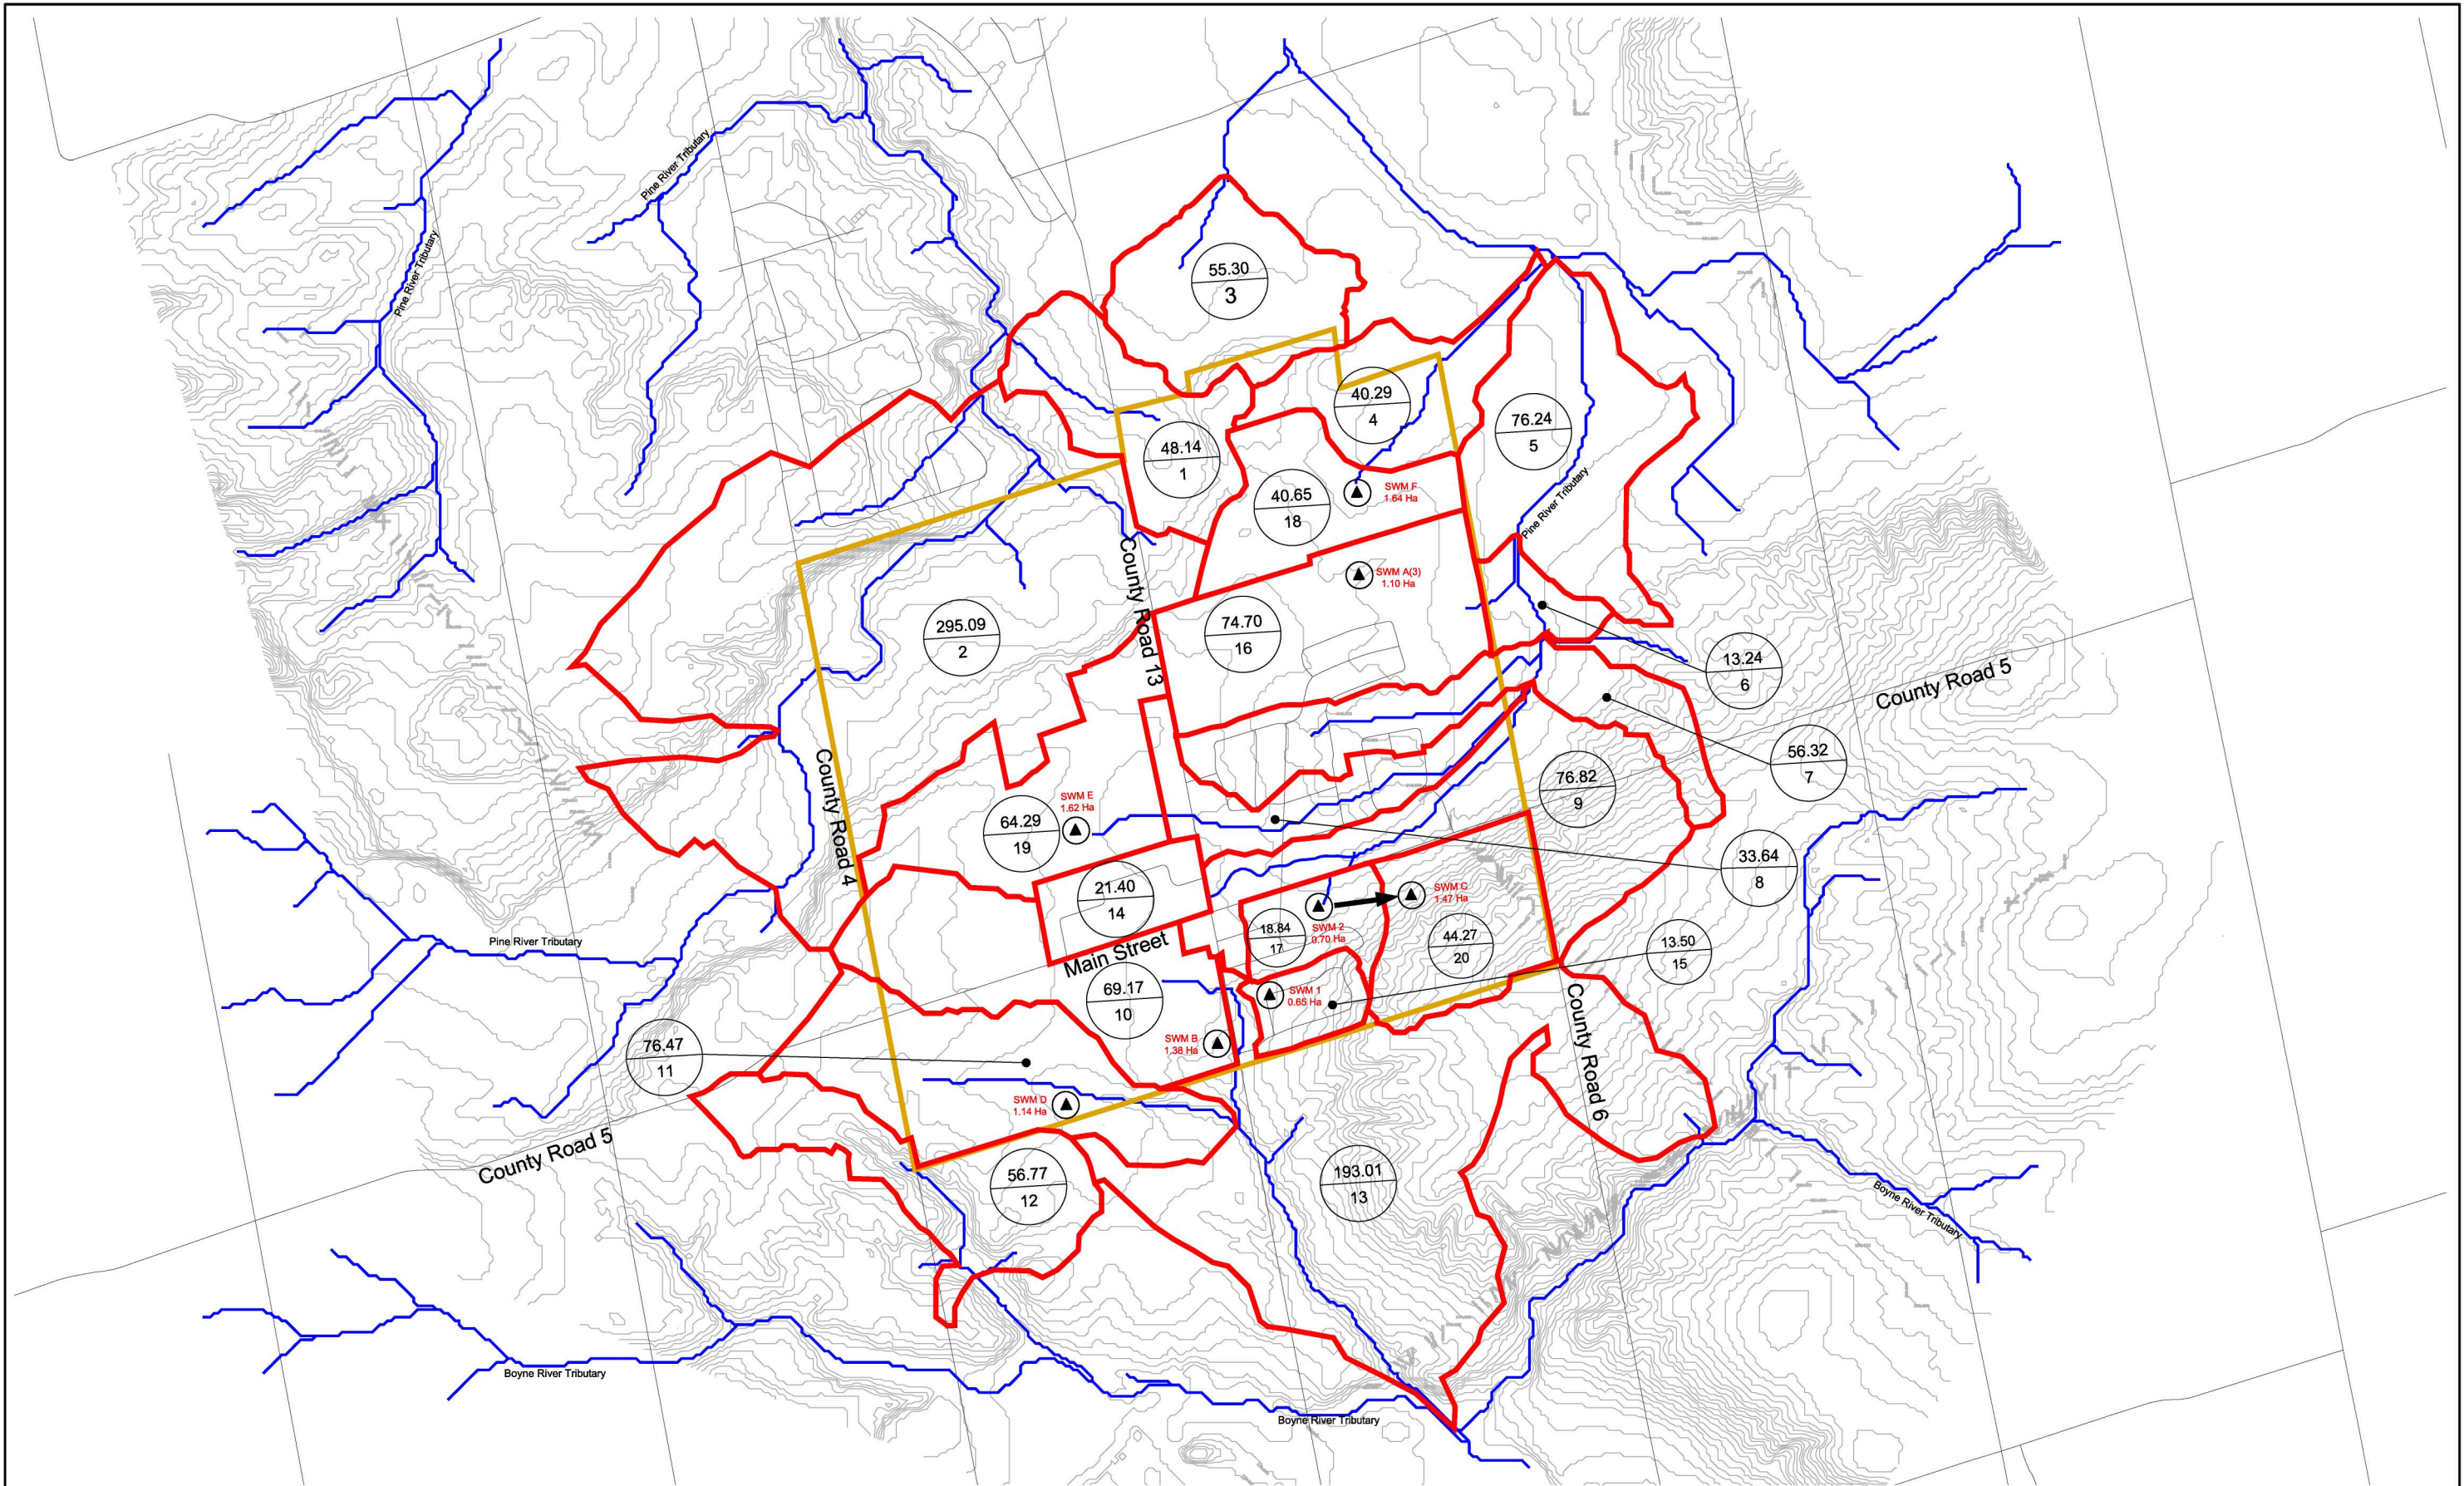 Pine River Tributary
Pine River Tributary
55.30
3
40.29
4
76.24
5
48.14
1
40.65
18
SWM F
1.64 Ha
Pine River Tributary
County Road 13
SWM A(3)
1.10 Ha
295.09
2
74.70
16
13.24
6
County Road 5
56.32
7
County Road 4
76.82
9
SWM E
1.62 Ha
64.29
19
33.64
8
21.40
14
SWM C
1.47 Ha
18.84
17
SWM 2
0.70 Ha
44.27
20
13.50
15
Pine River Tributary
Main Street
69.17
10
SWM 1
0.65 Ha
County Road 6
76.47
11
SWM B
1.38 Ha
SWM D
1.14 Ha
County Road 5
56.77
12
193.01
13
Boyne River Tributary
Boyne River Tributary
Boyne River Tributary